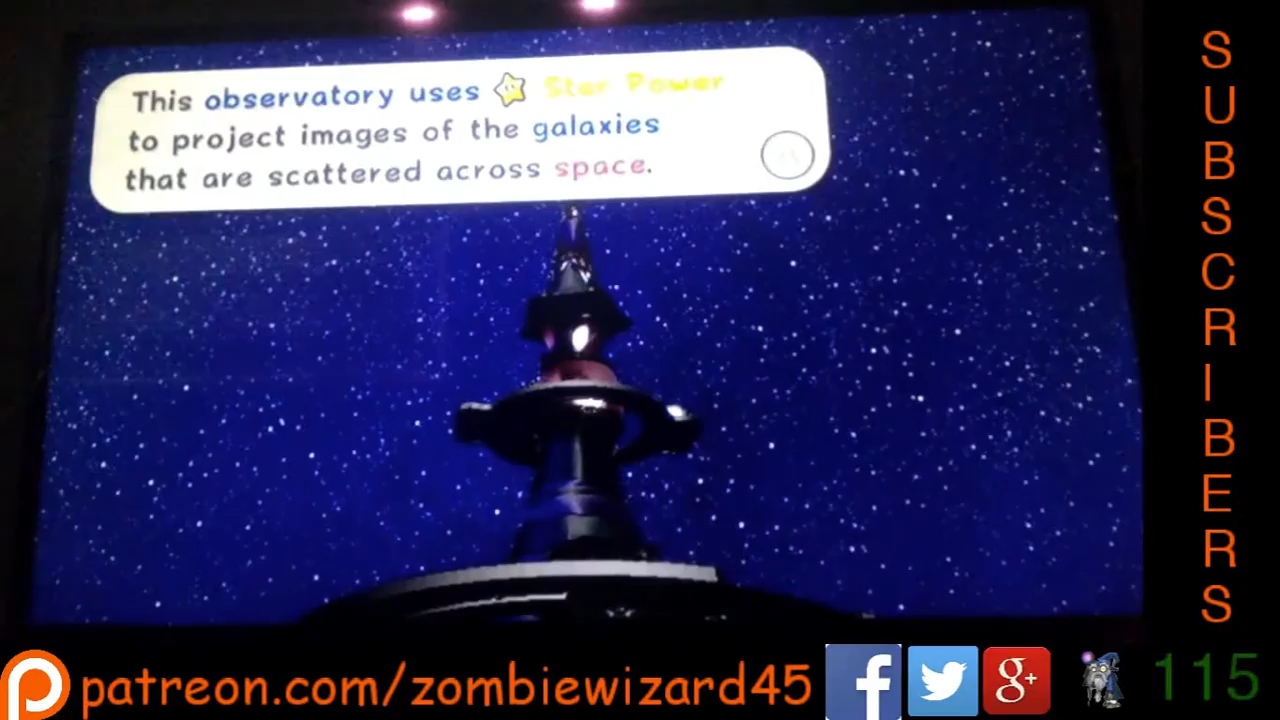 This observatory uses Star Power
to project images of the galaxies
that are scattered across space.
SUBSCRIBERS
patreon.com/zombiewizard45
f
g+
115